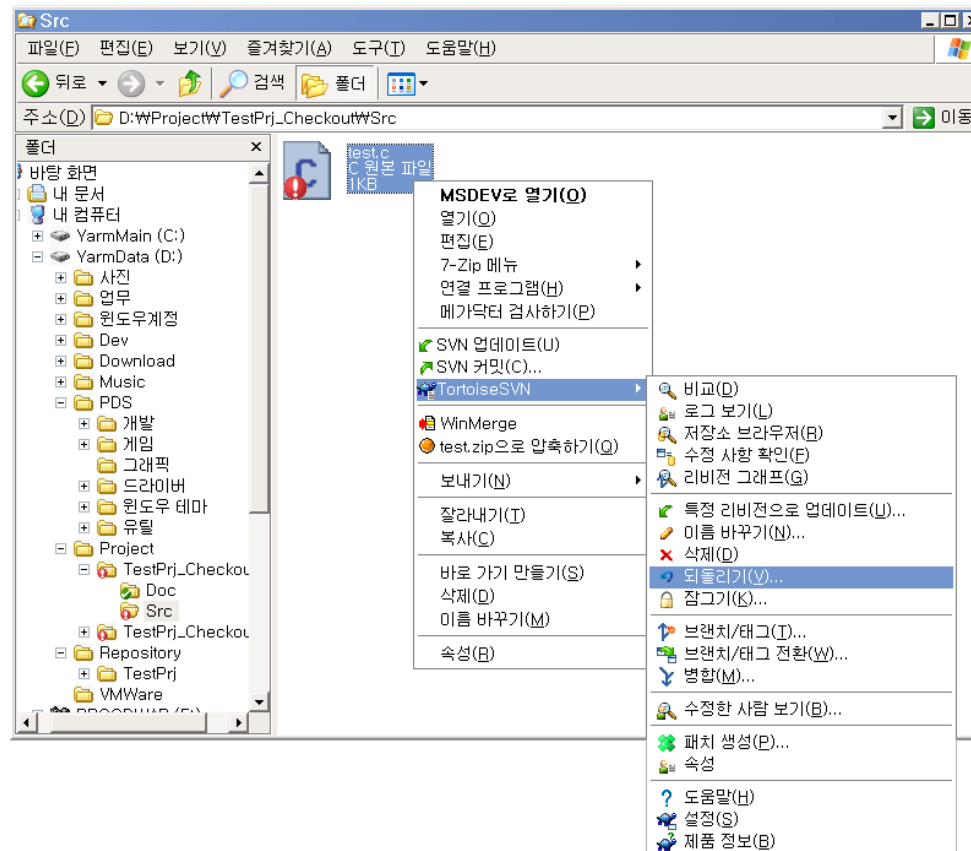 Src
파일(F) 편집(E) 보기(V) 즐겨찾기(A) 도구(T) 도움말(H)
뒤로 검색 폴더
주소(D) D:₩Project₩TestPrj_Checkout₩Src 이동
폴더
바탕 화면
내 문서
내 컴퓨터
YarmMain (C:)
YarmData (D:)
사진
업무
윈도우계정
Dev
Download
Music
PDS
개발
게임
그래픽
드라이버
윈도우 테마
유틸
Project
TestPrj_Checkou
Doc
Src
TestPrj_Checkou
Repository
TestPrj
VMWare
test.c
C 원본 파일
1KB
MSDEV로 열기(O)
열기(O)
편집(E)
7-Zip 메뉴
연결 프로그램(H)
메가닥터 검사하기(P)
SVN 업데이트(U)
SVN 커밋(C)...
TortoiseSVN
WinMerge
test.zip으로 압축하기(Q)
보내기(N)
잘라내기(T)
복사(C)
바로 가기 만들기(S)
삭제(D)
이름 바꾸기(M)
속성(R)
비교(D)
로그 보기(L)
저장소 브라우저(R)
수정 사항 확인(F)
리비전 그래프(G)
특정 리비전으로 업데이트(U)...
이름 바꾸기(N)...
삭제(D)
되돌리기(V)...
잠그기(K)...
브랜치/태그(T)...
브랜치/태그 전환(W)...
병합(M)...
수정한 사람 보기(B)...
패치 생성(P)...
속성
도움말(H)
설정(S)
제품 정보(B)